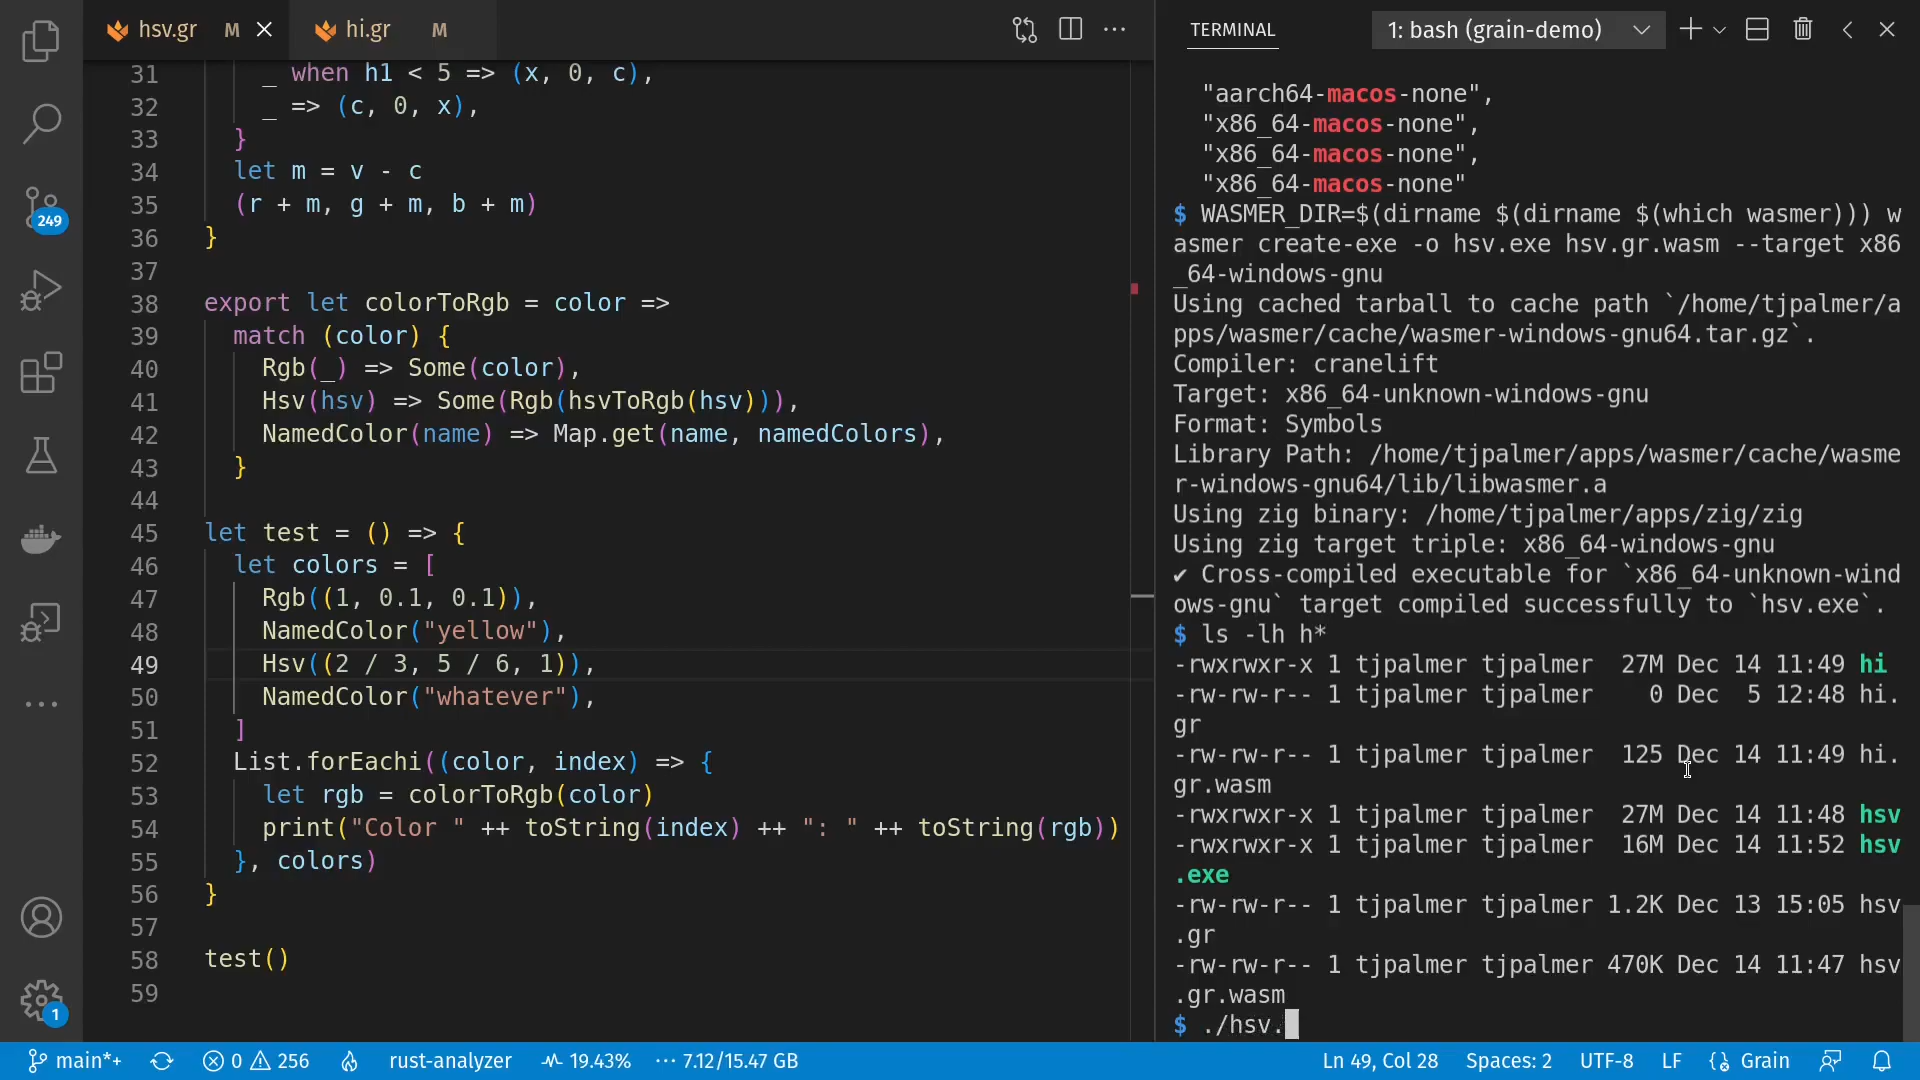 hsv.gr M
hi.gr M
31 _ when h1 < 5 => (x, 0, c),
32 _ => (c, 0, x),
33 }
34 let m = v - c
35 (r + m, g + m, b + m)
36 }
37
38 export let colorToRgb = color =>
39 match (color) {
40 Rgb(_) => Some(color),
41 Hsv(hsv) => Some(Rgb(hsvToRgb(hsv))),
42 NamedColor(name) => Map.get(name, namedColors),
43 }
44
45 let test = () => {
46 let colors = [
47 Rgb((1, 0.1, 0.1)),
48 NamedColor("yellow"),
49 Hsv((2 / 3, 5 / 6, 1)),
50 NamedColor("whatever"),
51 ]
52 List.forEachi((color, index) => {
53 let rgb = colorToRgb(color)
54 print("Color " ++ toString(index) ++ ": " ++ toString(rgb))
55 }, colors)
56 }
57
58 test()
59
249
1
TERMINAL
1: bash (grain-demo)
"aarch64-macos-none",
"x86_64-macos-none",
"x86_64-macos-none",
"x86_64-macos-none"
$ WASMER_DIR=$(dirname $(dirname $(which wasmer))) w
asmer create-exe -o hsv.exe hsv.gr.wasm --target x86
_64-windows-gnu
Using cached tarball to cache path `/home/tjpalmer/a
pps/wasmer/cache/wasmer-windows-gnu64.tar.gz`.
Compiler: cranelift
Target: x86_64-unknown-windows-gnu
Format: Symbols
Library Path: /home/tjpalmer/apps/wasmer/cache/wasme
r-windows-gnu64/lib/libwasmer.a
Using zig binary: /home/tjpalmer/apps/zig/zig
Using zig target triple: x86_64-windows-gnu
✔ Cross-compiled executable for `x86_64-unknown-wind
ows-gnu` target compiled successfully to `hsv.exe`.
$ ls -lh h*
-rwxrwxr-x 1 tjpalmer tjpalmer 27M Dec 14 11:49 hi
-rw-rw-r-- 1 tjpalmer tjpalmer 0 Dec 5 12:48 hi.
gr
-rw-rw-r-- 1 tjpalmer tjpalmer 125 Dec 14 11:49 hi.
gr.wasm
-rwxrwxr-x 1 tjpalmer tjpalmer 27M Dec 14 11:48 hsv
-rwxrwxr-x 1 tjpalmer tjpalmer 16M Dec 14 11:52 hsv
.exe
-rw-rw-r-- 1 tjpalmer tjpalmer 1.2K Dec 13 15:05 hsv
.gr
-rw-rw-r-- 1 tjpalmer tjpalmer 470K Dec 14 11:47 hsv
.gr.wasm
$ ./hsv.
main*+ 0 256 rust-analyzer 19.43% 7.12/15.47 GB Ln 49, Col 28 Spaces: 2 UTF-8 LF Grain